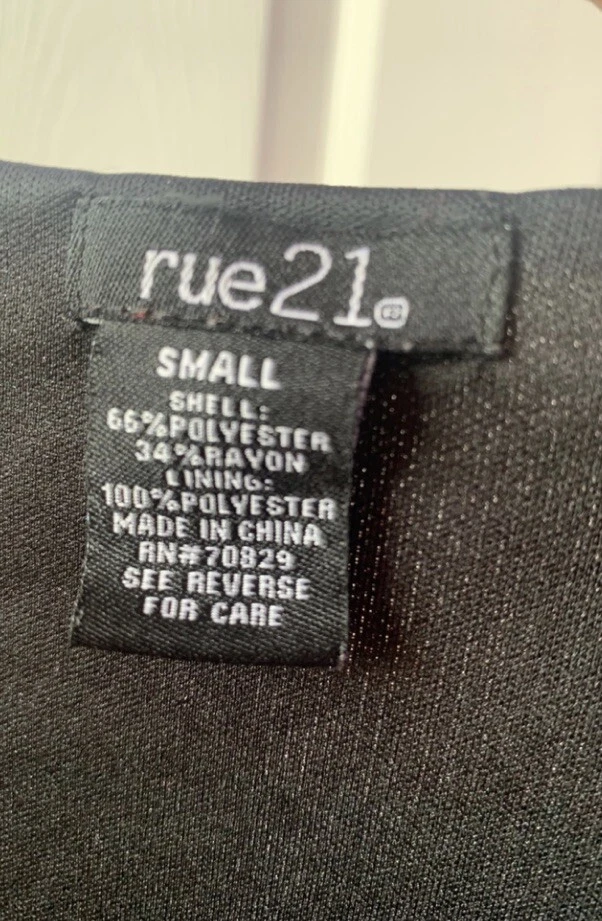 rue21®
SMALL
SHELL:
66%POLYESTER
34%RAYON
LINING:
100%POLYESTER
MADE IN CHINA
RN#70829
SEE REVERSE
FOR CARE